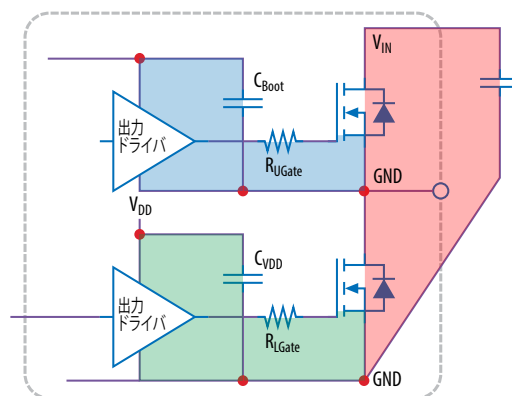 V_IN
C_Boot
出力
ドライバ
R_UGate
GND
V_DD
C_VDD
出力
ドライバ
R_LGate
GND